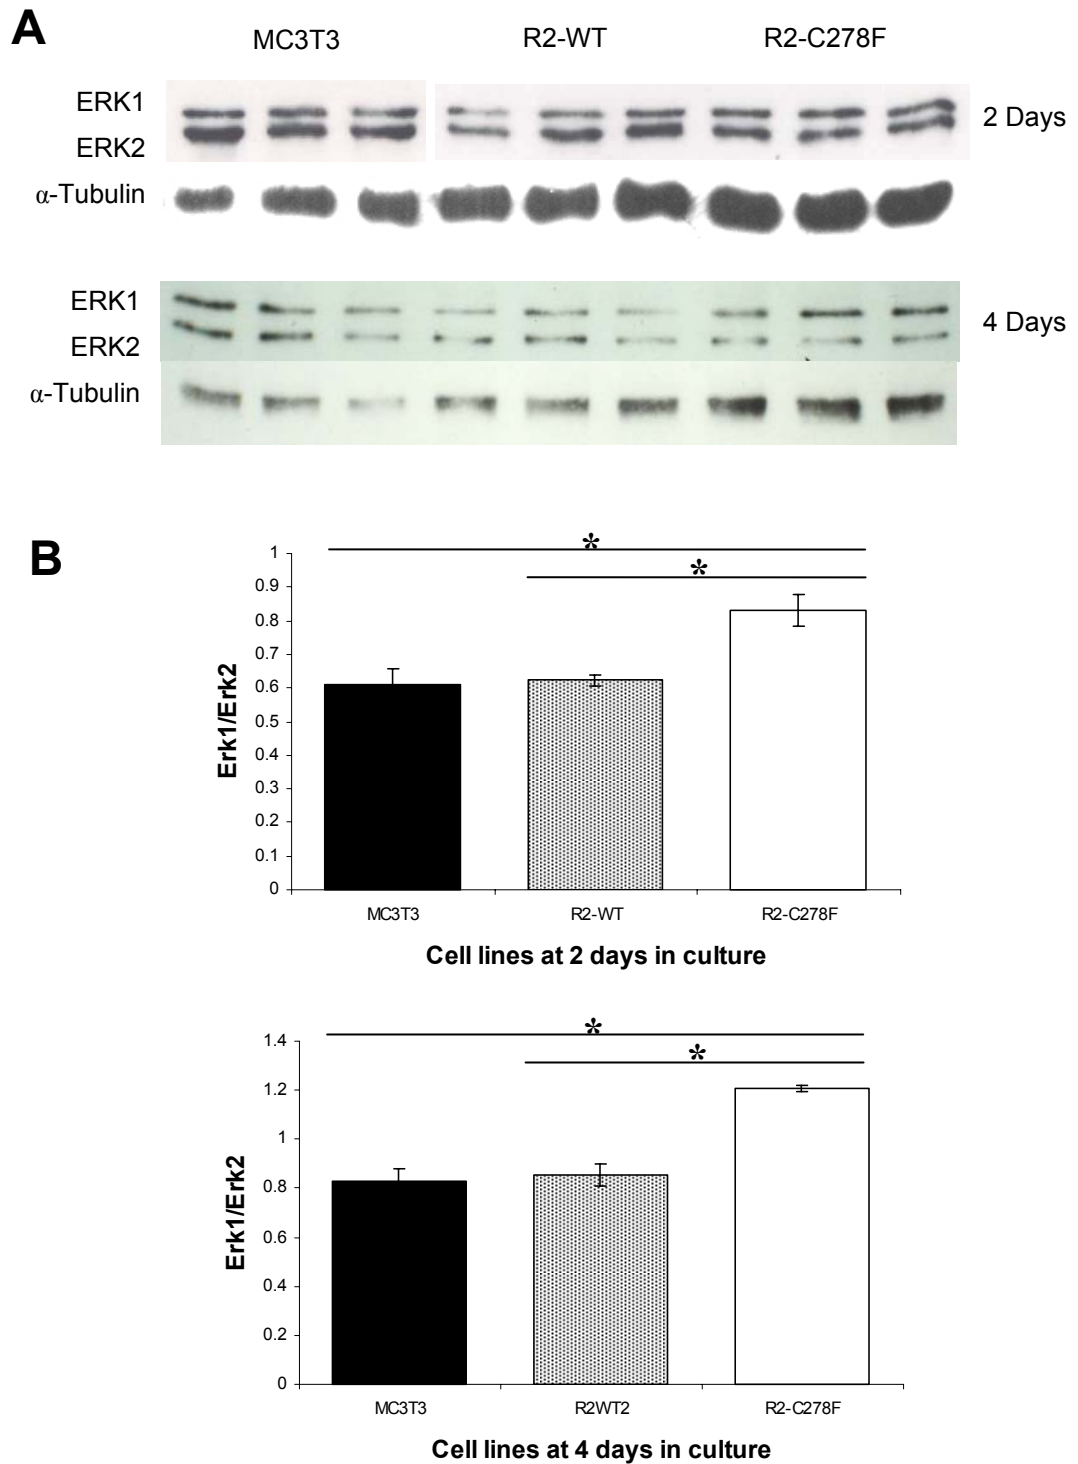 A
MC3T3 R2-WT R2-C278F
ERK1
ERK2
2 Days
α-Tubulin
ERK1
ERK2
4 Days
α-Tubulin
B
*
*
1
0.9
0.8
0.7
0.6
0.5
0.4
0.3
0.2
0.1
0
Erk1/Erk2
MC3T3 R2-WT R2-C278F
Cell lines at 2 days in culture
*
*
1.4
1.2
1
0.8
0.6
0.4
0.2
0
Erk1/Erk2
MC3T3 R2WT2 R2-C278F
Cell lines at 4 days in culture